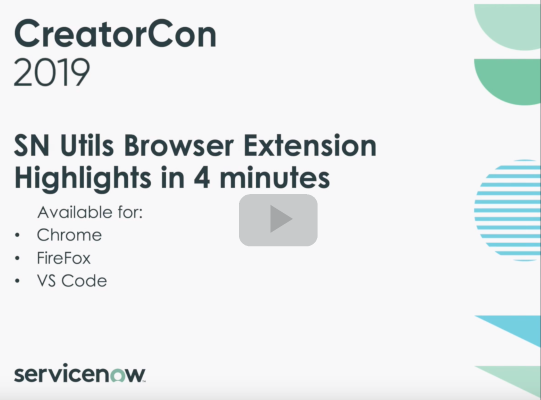 CreatorCon
2019
SN Utils Browser Extension
Highlights in 4 minutes
Available for:
• Chrome
• FireFox
• VS Code
servicenow